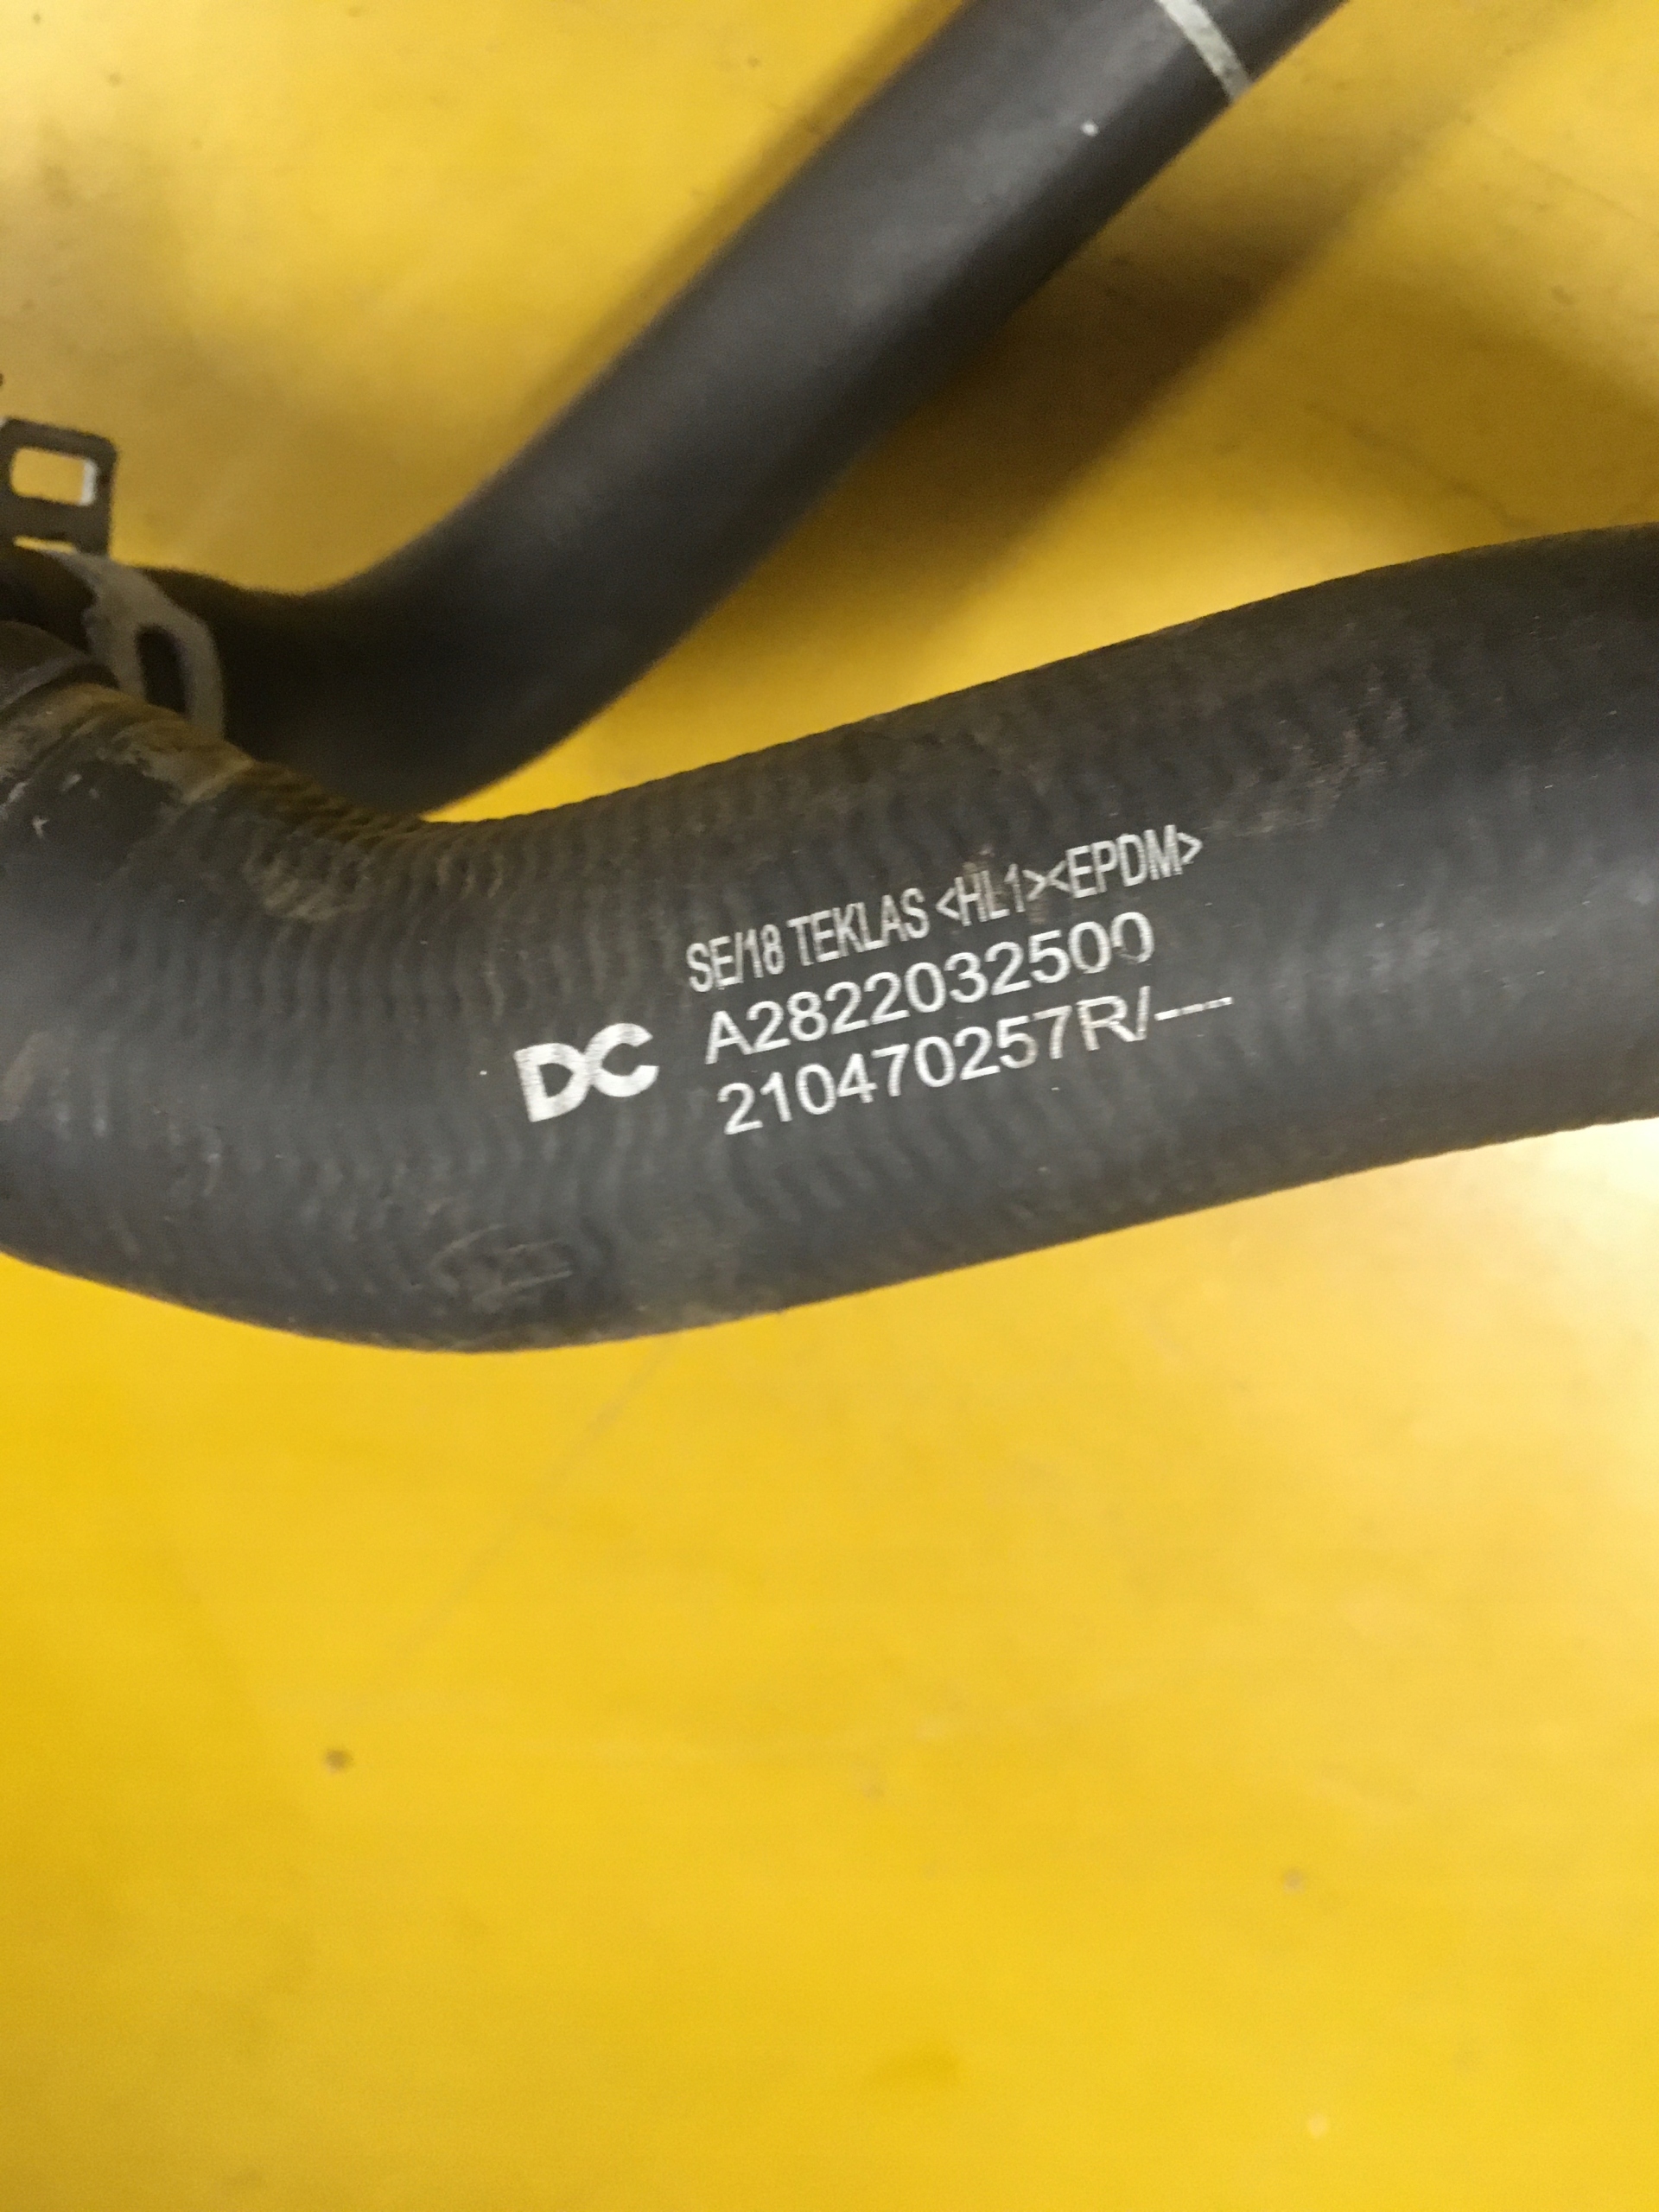 SE/18 TEKLAS <HL1><EPDM>
DC A2822032500
210470257R/----